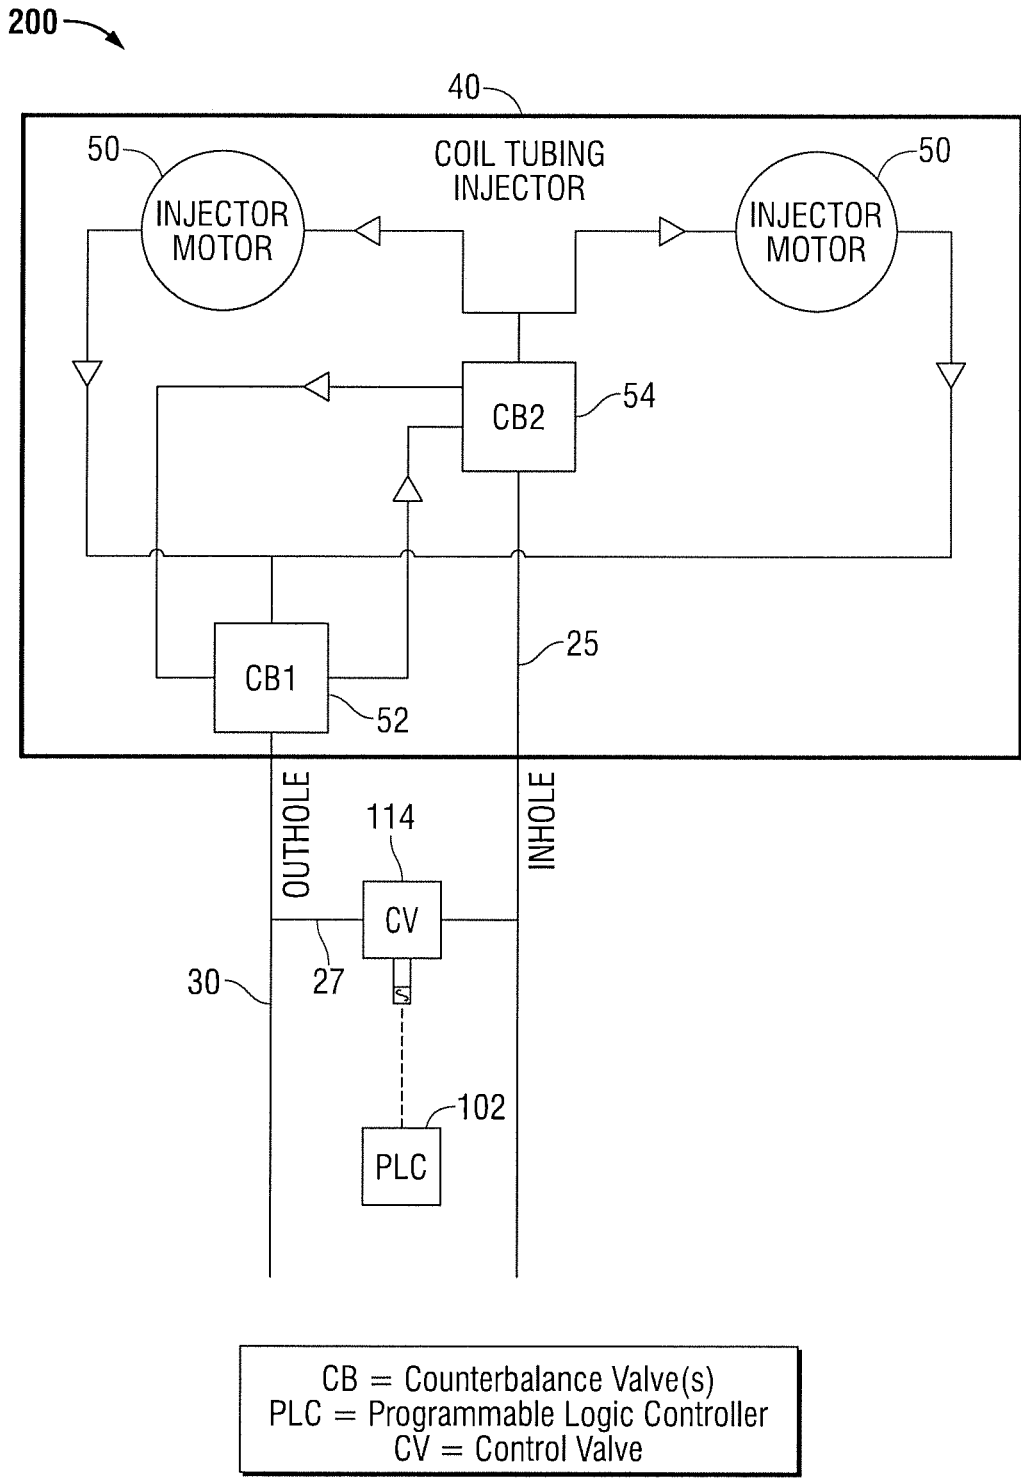 200
40
50
COIL TUBING
INJECTOR
50
INJECTOR
MOTOR
INJECTOR
MOTOR
CB2
54
25
CB1
52
OUTHOLE
INHOLE
114
CV
30
27
S
102
PLC
CB = Counterbalance Valve(s)
PLC = Programmable Logic Controller
CV = Control Valve